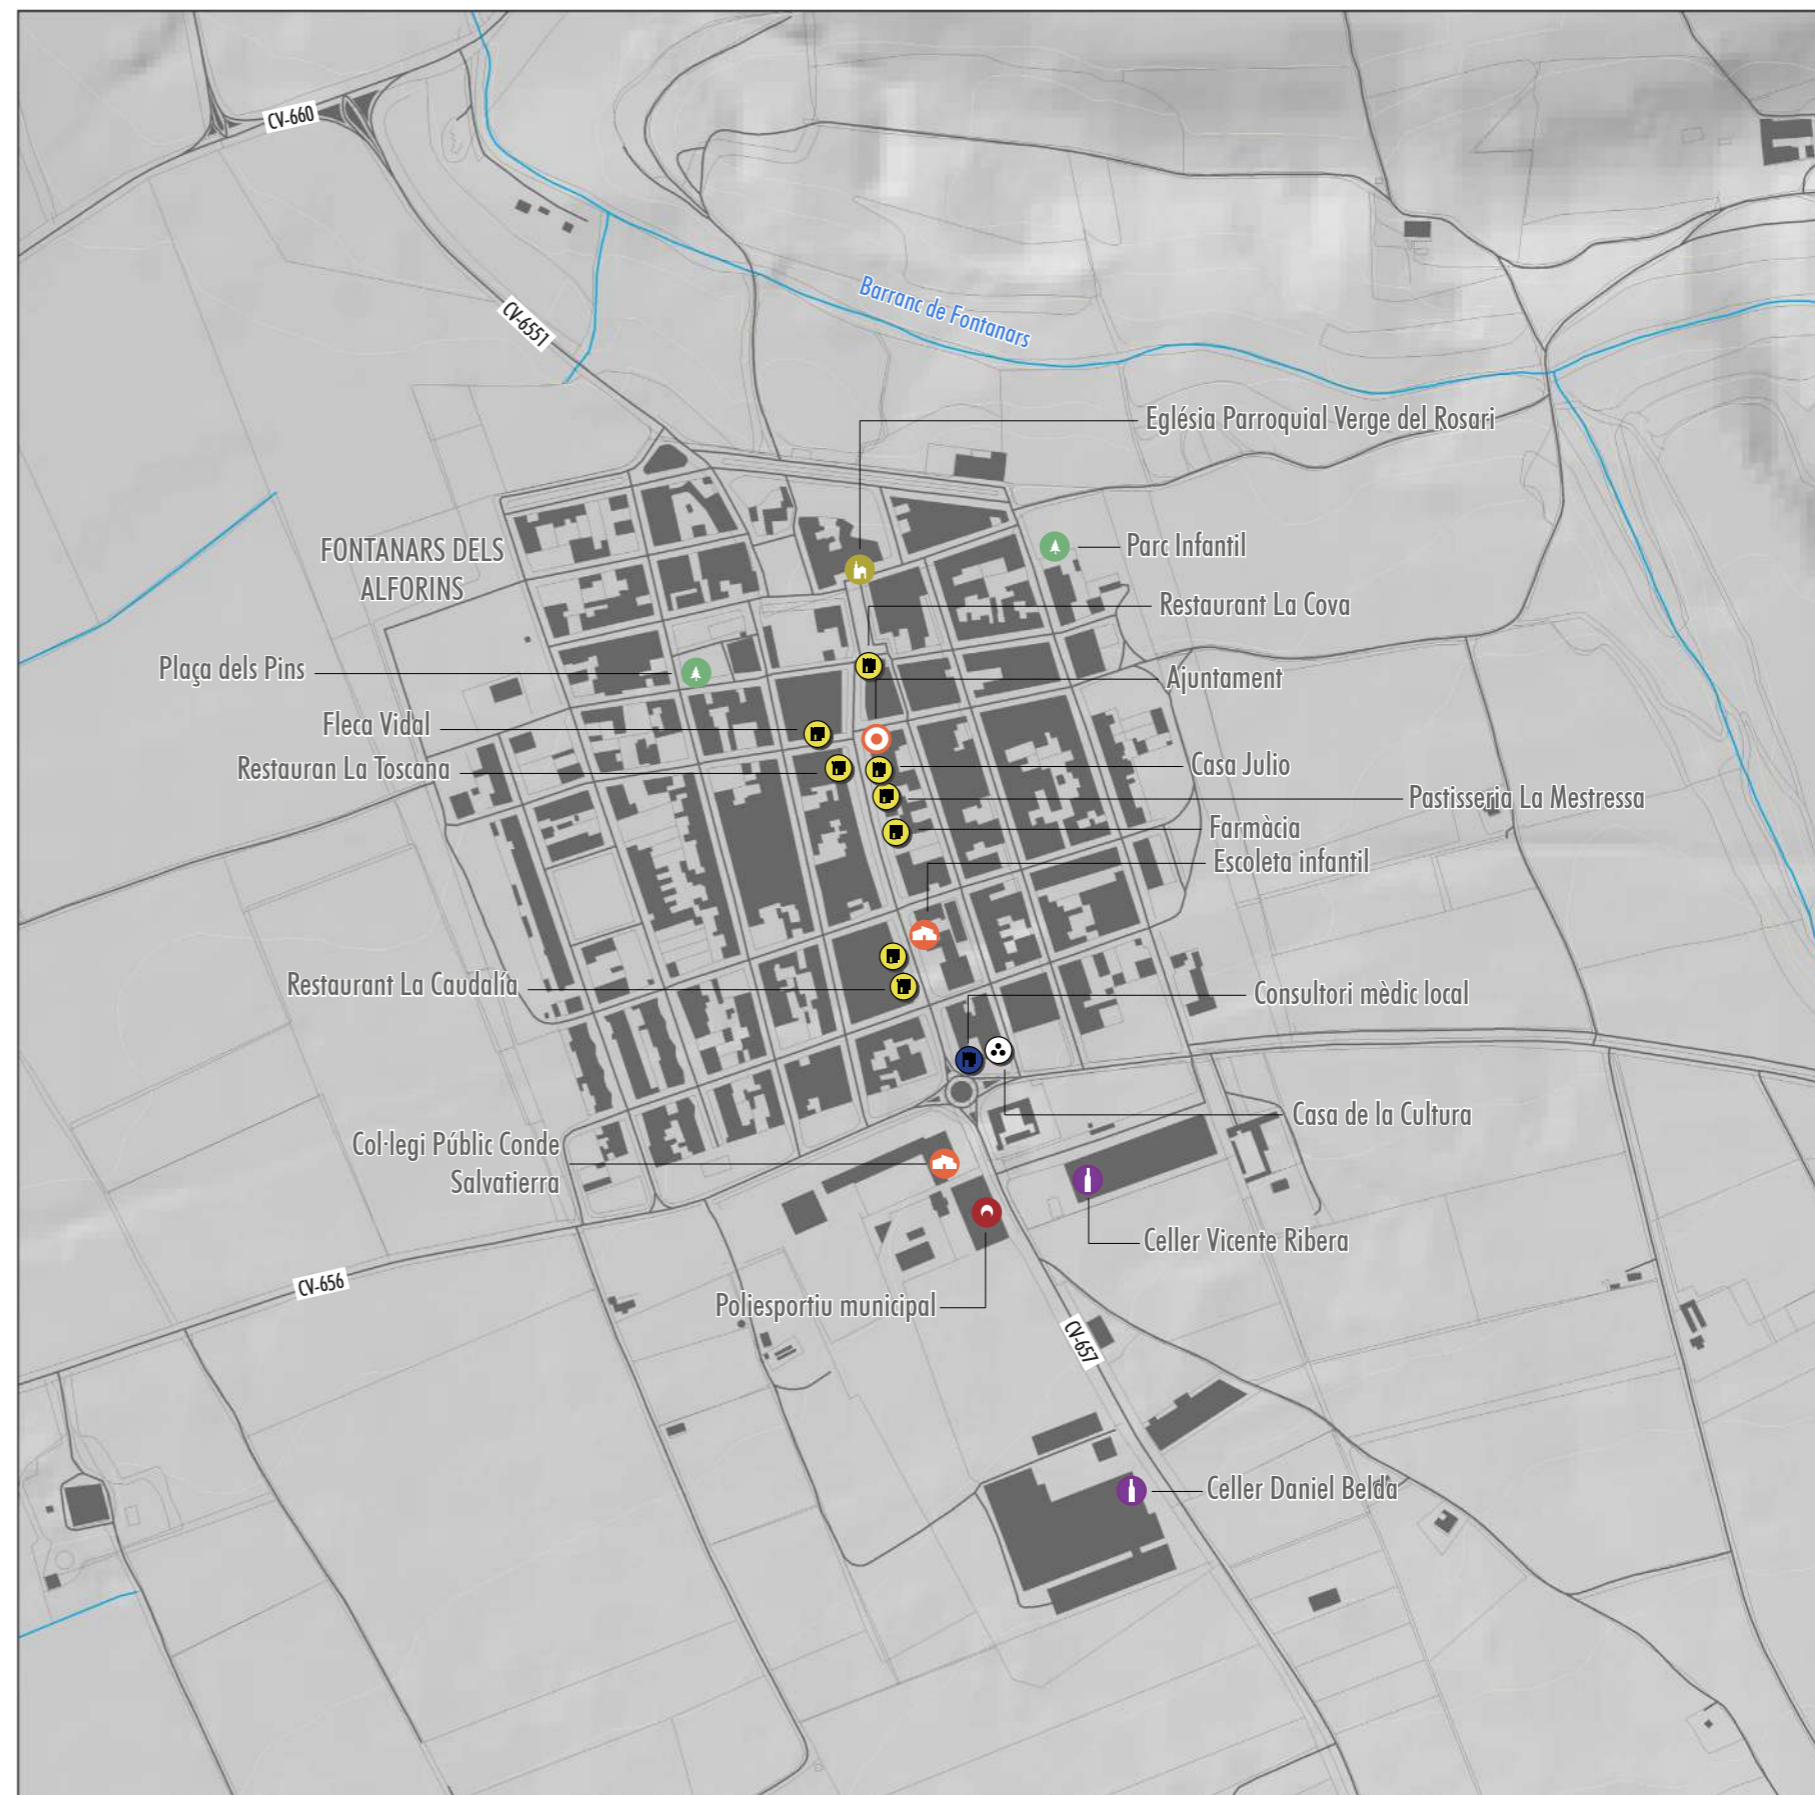 CV-660
CV-6551
Barranc de Fontanars
Església Parroquial Verge del Rosari
FONTANARS DELS
ALFORINS
Parc Infantil
Restaurant La Cova
Plaça dels Pins
Ajuntament
Fleca Vidal
Restauran La Toscana
Casa Julio
Pastisseria La Mestressa
Farmàcia
Escoleta infantil
Restaurant La Caudalía
Consultori mèdic local
Casa de la Cultura
Col·legi Públic Conde
Salvatierra
Celler Vicente Ribera
CV-656
Poliesportiu municipal
CV-657
Celler Daniel Belda